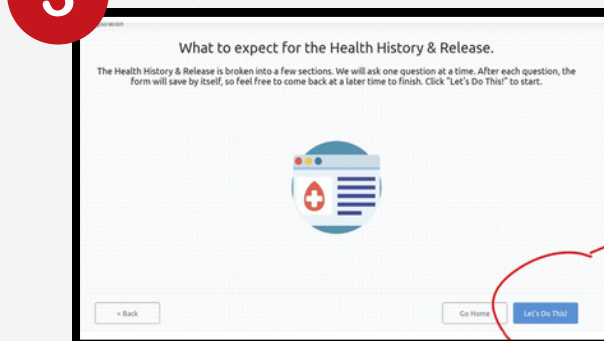 What to expect for the Health History & Release.
The Health History & Release is broken into a few sections. We will ask one question at a time. After each question, the
form will save by itself, so feel free to come back at a later time to finish. Click "Let's Do This!" to start.
< Back
Go Home
Let's Do This!